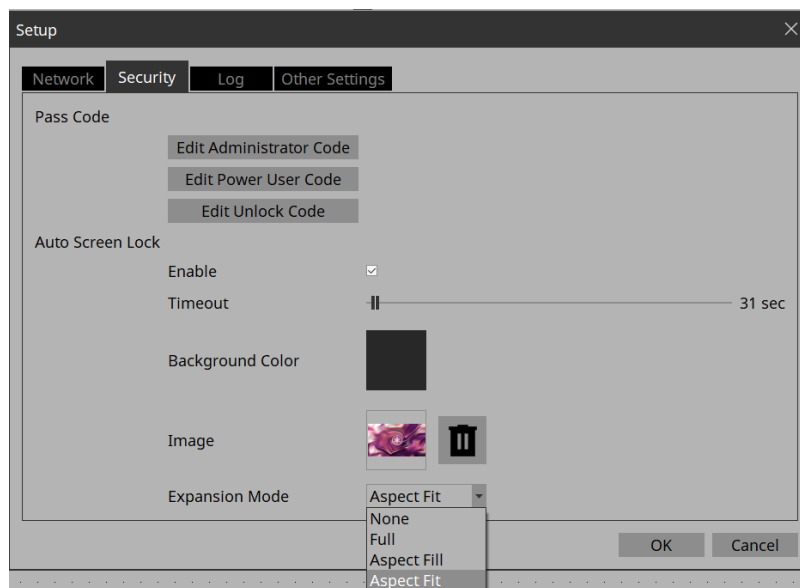 Setup
Network Security Log Other Settings
Pass Code
Edit Administrator Code
Edit Power User Code
Edit Unlock Code
Auto Screen Lock
Enable
Timeout 31 sec
Background Color
Image
Expansion Mode Aspect Fit
None
Full
Aspect Fill
Aspect Fit
OK Cancel